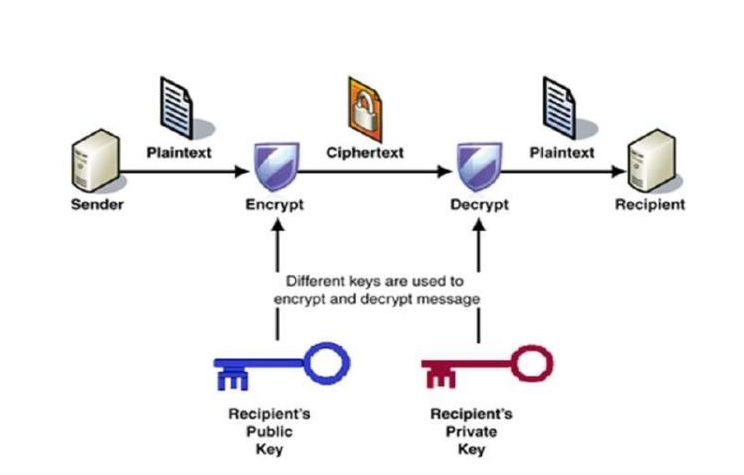 Plaintext
Ciphertext
Plaintext
Sender
Encrypt
Decrypt
Recipient
Different keys are used to
encrypt and decrypt message
Recipient's
Public
Key
Recipient's
Private
Key